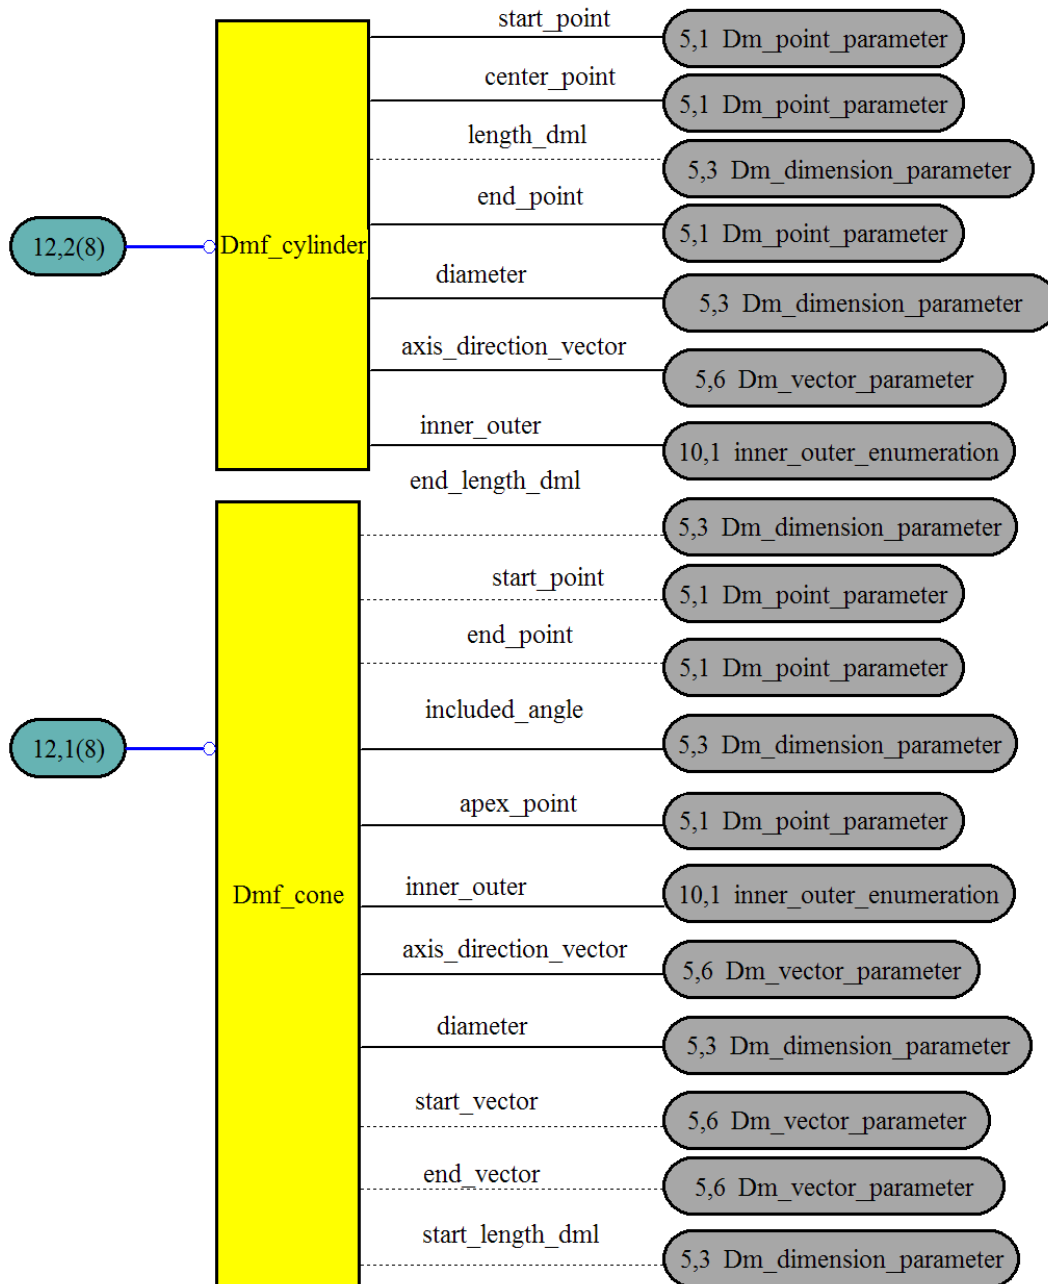 start_point
5,1 Dm_point_parameter
center_point
5,1 Dm_point_parameter
length_dml
5,3 Dm_dimension_parameter
end_point
5,1 Dm_point_parameter
12,2(8)
Dmf_cylinder
diameter
5,3 Dm_dimension_parameter
axis_direction_vector
5,6 Dm_vector_parameter
inner_outer
10,1 inner_outer_enumeration
end_length_dml
5,3 Dm_dimension_parameter
start_point
5,1 Dm_point_parameter
end_point
5,1 Dm_point_parameter
included_angle
5,3 Dm_dimension_parameter
12,1(8)
apex_point
5,1 Dm_point_parameter
Dmf_cone
inner_outer
10,1 inner_outer_enumeration
axis_direction_vector
5,6 Dm_vector_parameter
diameter
5,3 Dm_dimension_parameter
start_vector
5,6 Dm_vector_parameter
end_vector
5,6 Dm_vector_parameter
start_length_dml
5,3 Dm_dimension_parameter